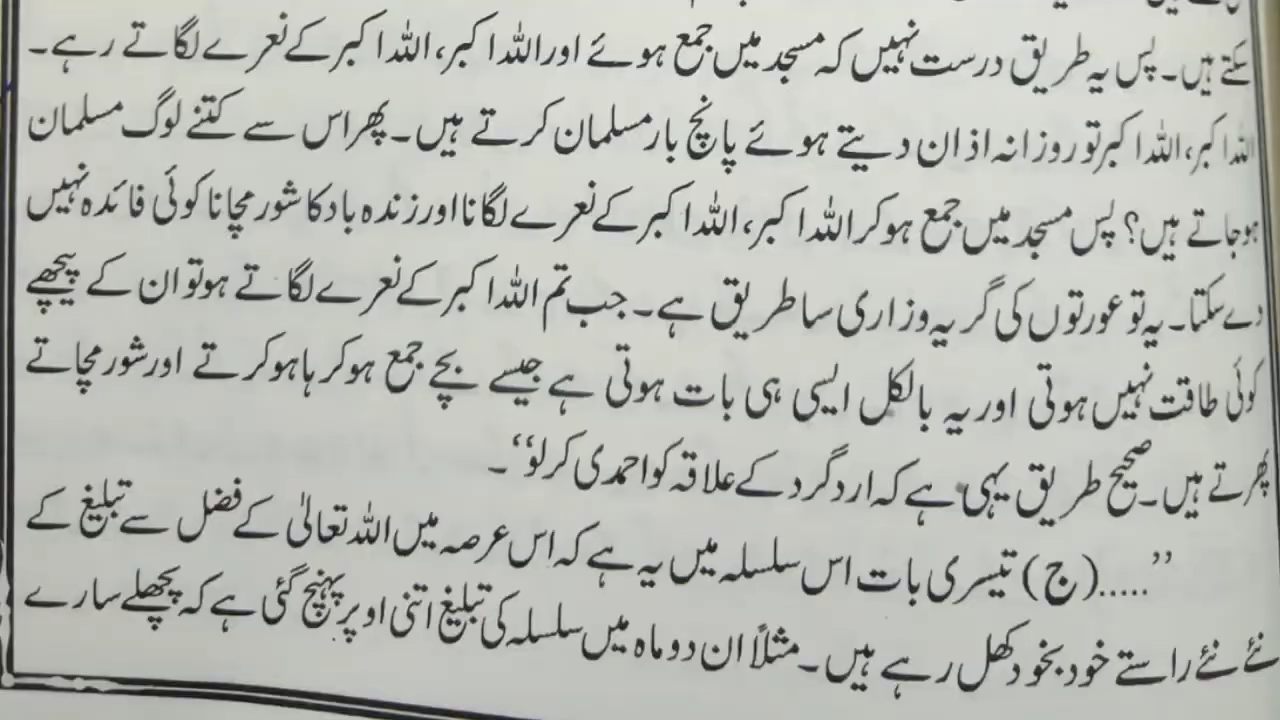 سکتے ہیں۔ پس یہ طریق درست نہیں کہ مسجد میں جمع ہوئے اور اللہ اکبر، اللہ اکبر کے نعرے لگاتے رہے۔
اللہ اکبر، اللہ اکبر تو روزانہ اذان دیتے ہوئے پانچ بار مسلمان کرتے ہیں۔ پھر اس سے کتنے لوگ مسلمان
ہو جاتے ہیں؟ پس مسجد میں جمع ہو کر اللہ اکبر، اللہ اکبر کے نعرے لگانا اور زندہ باد کا شور مچانا کوئی فائدہ نہیں
دے سکتا۔ یہ تو عورتوں کی گریہ وزاری سا طریق ہے۔ جب تم اللہ اکبر کے نعرے لگاتے ہو تو ان کے پیچھے
کوئی طاقت نہیں ہوتی اور یہ بالکل ایسی ہی بات ہوتی ہے جیسے بچے جمع ہو کر ہاہو کرتے اور شور مچاتے
پھرتے ہیں۔ صحیح طریق یہی ہے کہ اردگرد کے علاقہ کو احمدی کر لو‘‘۔
’’.....(ج) تیسری بات اس سلسلہ میں یہ ہے کہ اس عرصہ میں اللہ تعالیٰ کے فضل سے تبلیغ کے
نئے نئے راستے خود بخود کھل رہے ہیں۔ مثلاً ان دو ماہ میں سلسلہ کی تبلیغ اتنی اوپر پہنچ گئی ہے کہ پچھلے سارے